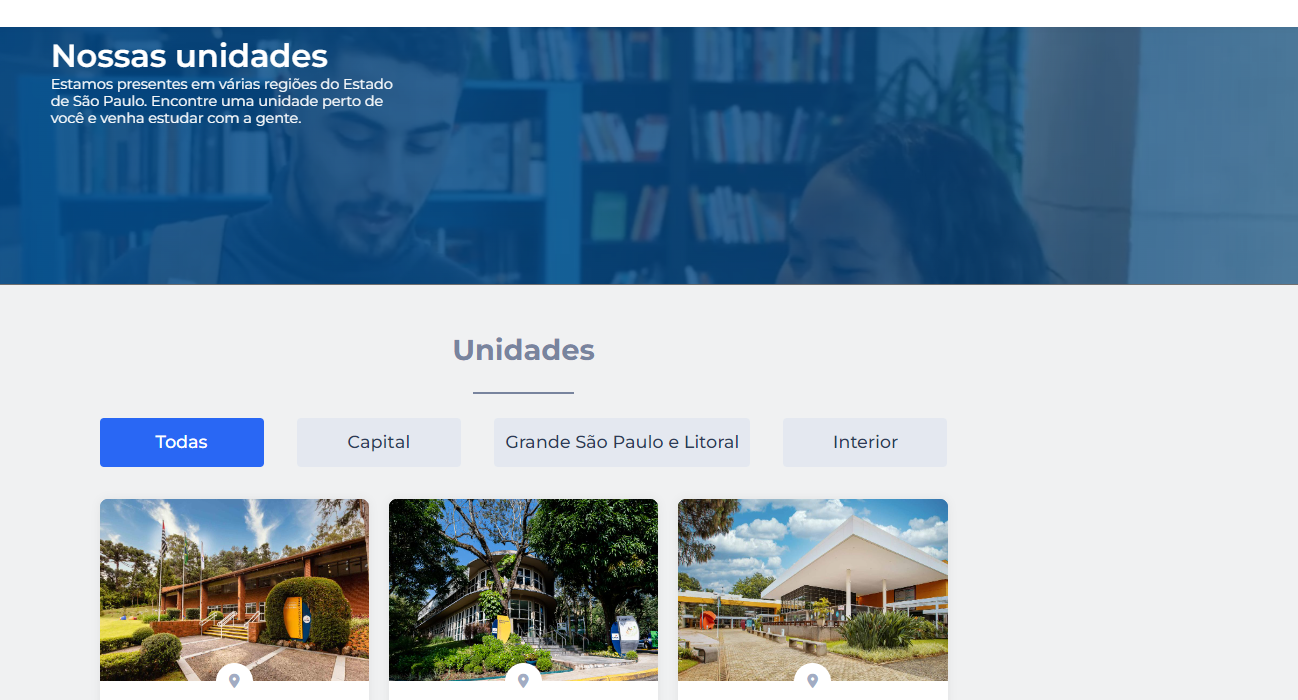 Nossas unidades
Estamos presentes em várias regiões do Estado
de São Paulo. Encontre uma unidade perto de
você e venha estudar com a gente.
Unidades
Todas
Capital
Grande São Paulo e Litoral
Interior